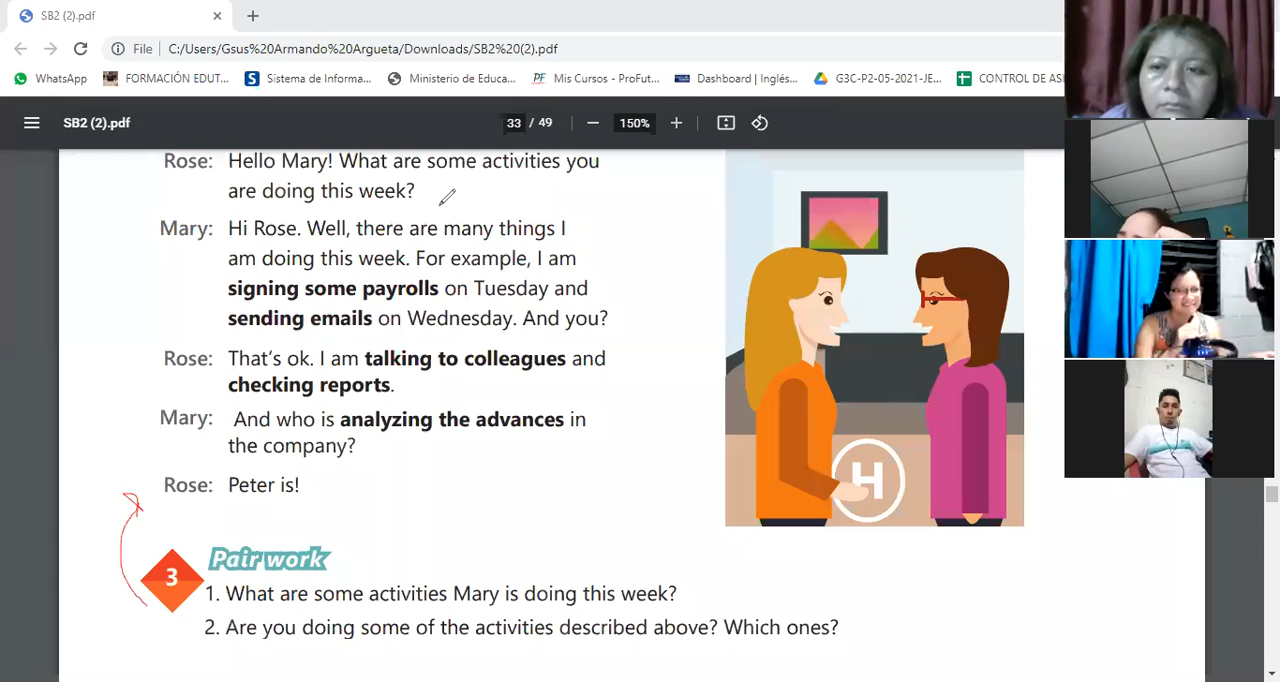 SB2 (2).pdf
File
C:/Users/Gsus%20Armando%20Argueta/Downloads/SB2%20(2).pdf
WhatsApp
FORMACIÓN EDUT...
Sistema de Informa...
Ministerio de Educa...
Mis Cursos - ProFut...
Dashboard | Inglés...
G3C-P2-05-2021-JE...
CONTROL DE ASI
SB2 (2).pdf
33 / 49
150%
Rose: Hello Mary! What are some activities you
are doing this week?
Mary: Hi Rose. Well, there are many things I
am doing this week. For example, I am
signing some payrolls on Tuesday and
sending emails on Wednesday. And you?
Rose: That's ok. I am talking to colleagues and
checking reports.
Mary: And who is analyzing the advances in
the company?
Rose: Peter is!
H
Pair work
3
1. What are some activities Mary is doing this week?
2. Are you doing some of the activities described above? Which ones?